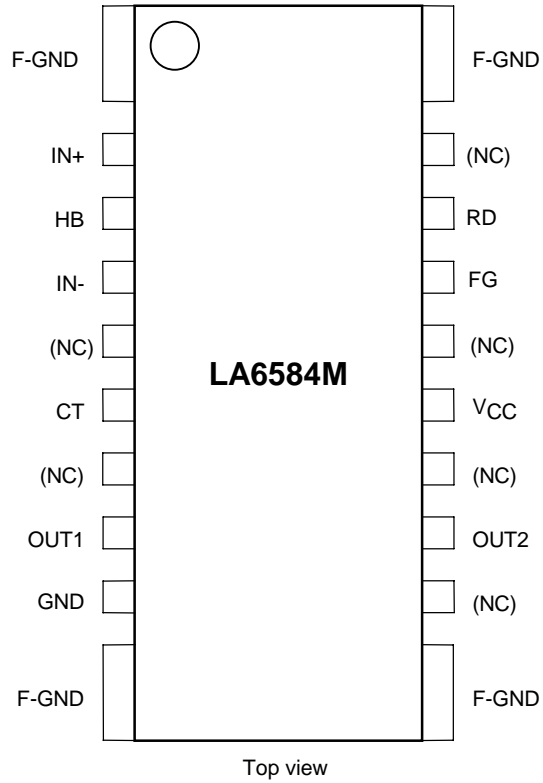 F-GND F-GND
IN+ (NC)
HB RD
IN- FG
(NC) (NC)
LA6584M
CT VCC
(NC) (NC)
OUT1 OUT2
GND (NC)
F-GND F-GND
Top view